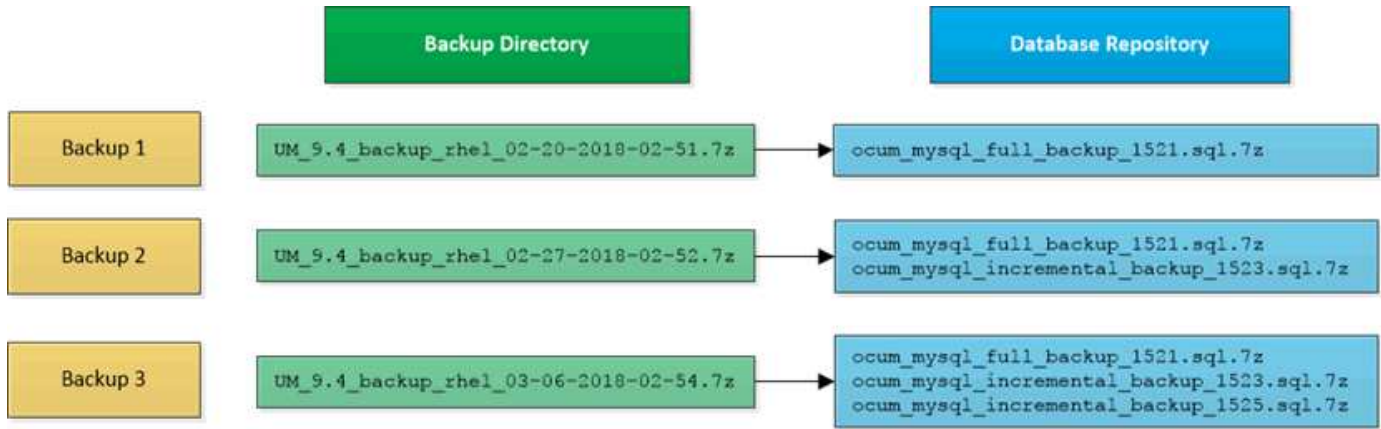 Backup Directory
Database Repository
Backup 1
UM_9.4_backup_rhel_02-20-2018-02-51.7z
ocum_mysql_full_backup_1521.sql.7z
Backup 2
UM_9.4_backup_rhel_02-27-2018-02-52.7z
ocum_mysql_full_backup_1521.sql.7z
ocum_mysql_incremental_backup_1523.sql.7z
Backup 3
UM_9.4_backup_rhel_03-06-2018-02-54.7z
ocum_mysql_full_backup_1521.sql.7z
ocum_mysql_incremental_backup_1523.sql.7z
ocum_mysql_incremental_backup_1525.sql.7z